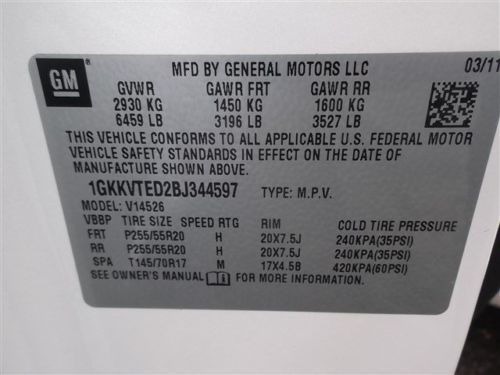 GM
MFD BY GENERAL MOTORS LLC 03/11
GVWR GAWR FRT GAWR RR
2930 KG 1450 KG 1600 KG
6459 LB 3196 LB 3527 LB
THIS VEHICLE CONFORMS TO ALL APPLICABLE U.S. FEDERAL MOTOR
VEHICLE SAFETY STANDARDS IN EFFECT ON THE DATE OF
MANUFACTURE SHOWN ABOVE.
1GKKVTED2BJ344597 TYPE: M.P.V.
MODEL: V14526
VBBP TIRE SIZE SPEED RTG RIM COLD TIRE PRESSURE
FRT P255/55R20 H 20X7.5J 240KPA(35PSI)
RR P255/55R20 H 20X7.5J 240KPA(35PSI)
SPA T145/70R17 M 17X4.5B 420KPA(60PSI)
SEE OWNER'S MANUAL FOR MORE INFORMATION.